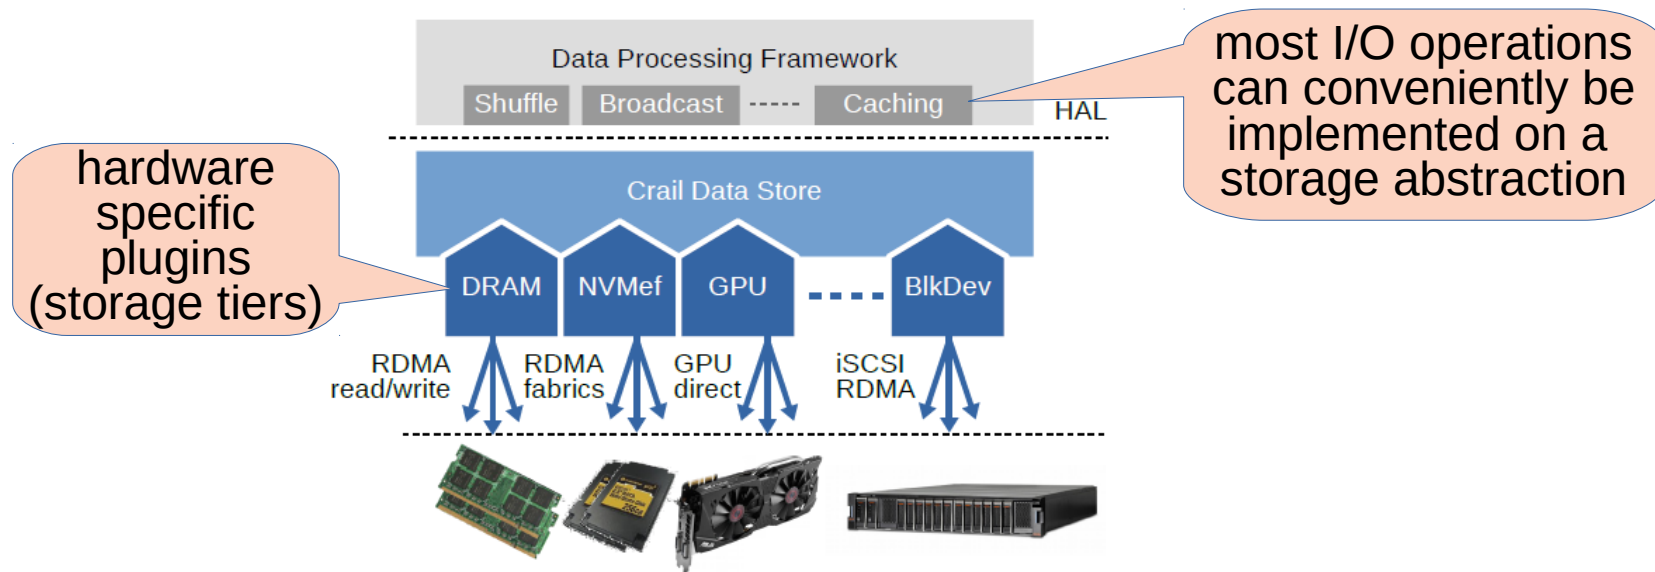 Data Processing Framework
Shuffle
Broadcast
Caching
HAL
most I/O operations
can conveniently be
implemented on a
storage abstraction
hardware
specific
plugins
(storage tiers)
Crail Data Store
DRAM
NVMef
GPU
BlkDev
RDMA
read/write
RDMA
fabrics
GPU
direct
iSCSI
RDMA